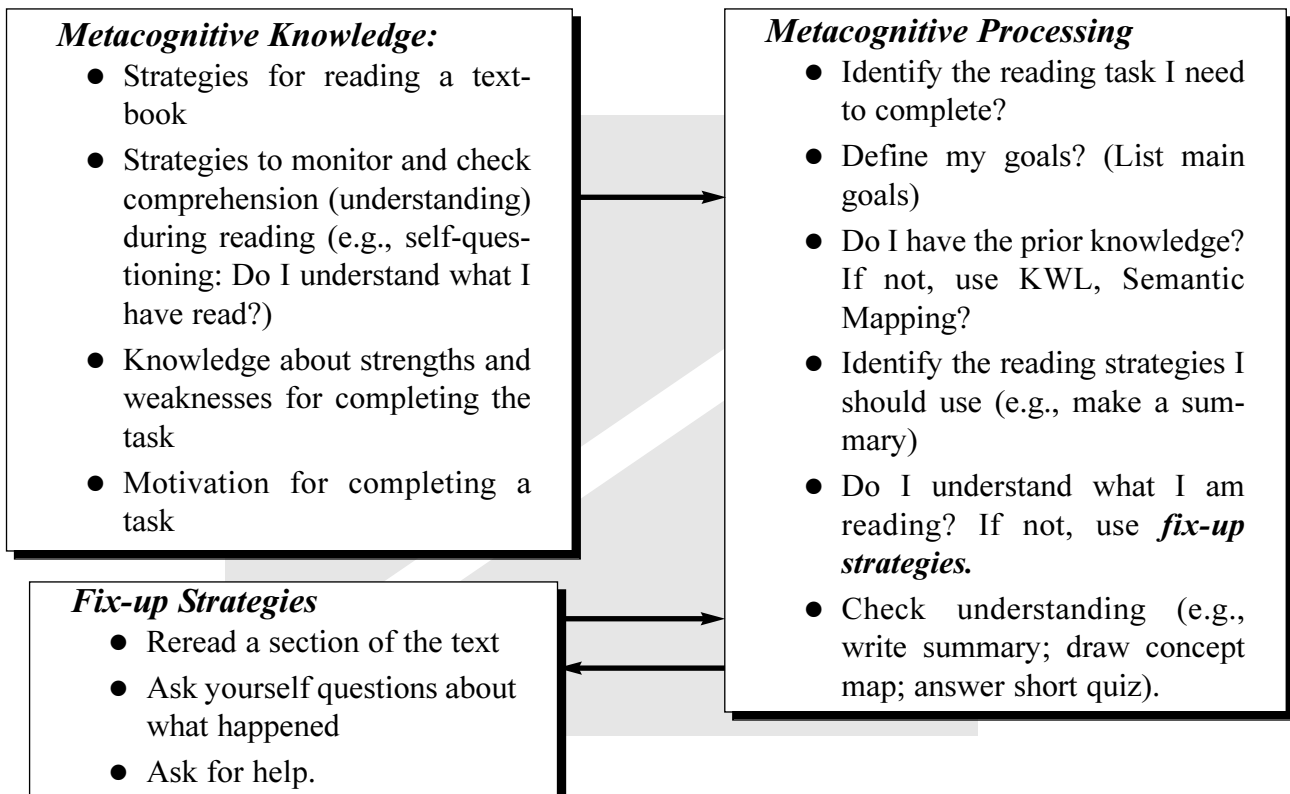 Metacognitive Knowledge:
● Strategies for reading a text-
book
● Strategies to monitor and check
comprehension (understanding)
during reading (e.g., self-ques-
tioning: Do I understand what I
have read?)
● Knowledge about strengths and
weaknesses for completing the
task
● Motivation for completing a
task
Fix-up Strategies
● Reread a section of the text
● Ask yourself questions about
what happened
● Ask for help.
Metacognitive Processing
● Identify the reading task I need
to complete?
● Define my goals? (List main
goals)
● Do I have the prior knowledge?
If not, use KWL, Semantic
Mapping?
● Identify the reading strategies I
should use (e.g., make a sum-
mary)
● Do I understand what I am
reading? If not, use fix-up
strategies.
● Check understanding (e.g.,
write summary; draw concept
map; answer short quiz).